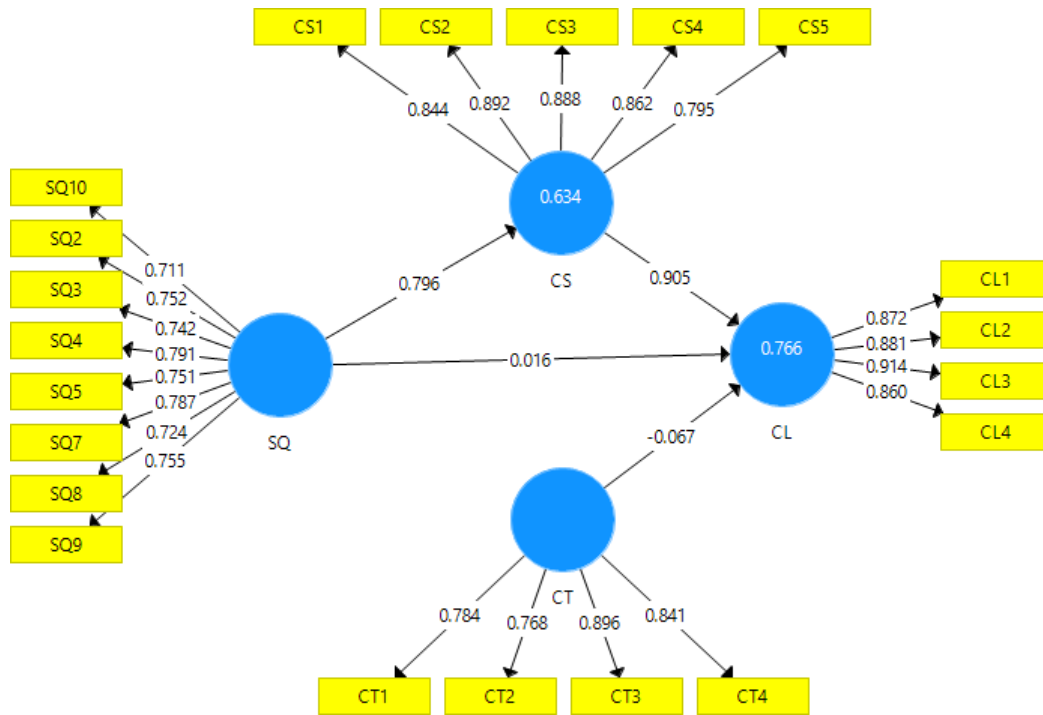 CS1 CS2 CS3 CS4 CS5
0.844 0.892 0.888 0.862 0.795
SQ10
SQ2
SQ3
SQ4
SQ5
SQ7
SQ8
SQ9
0.711
0.752
0.742
0.791
0.751
0.787
0.724
0.755
SQ
0.796
0.634
CS
0.905
0.016
0.766
CL
-0.067
0.872
0.881
0.914
0.860
CL1
CL2
CL3
CL4
CT
0.784 0.768 0.896 0.841
CT1 CT2 CT3 CT4